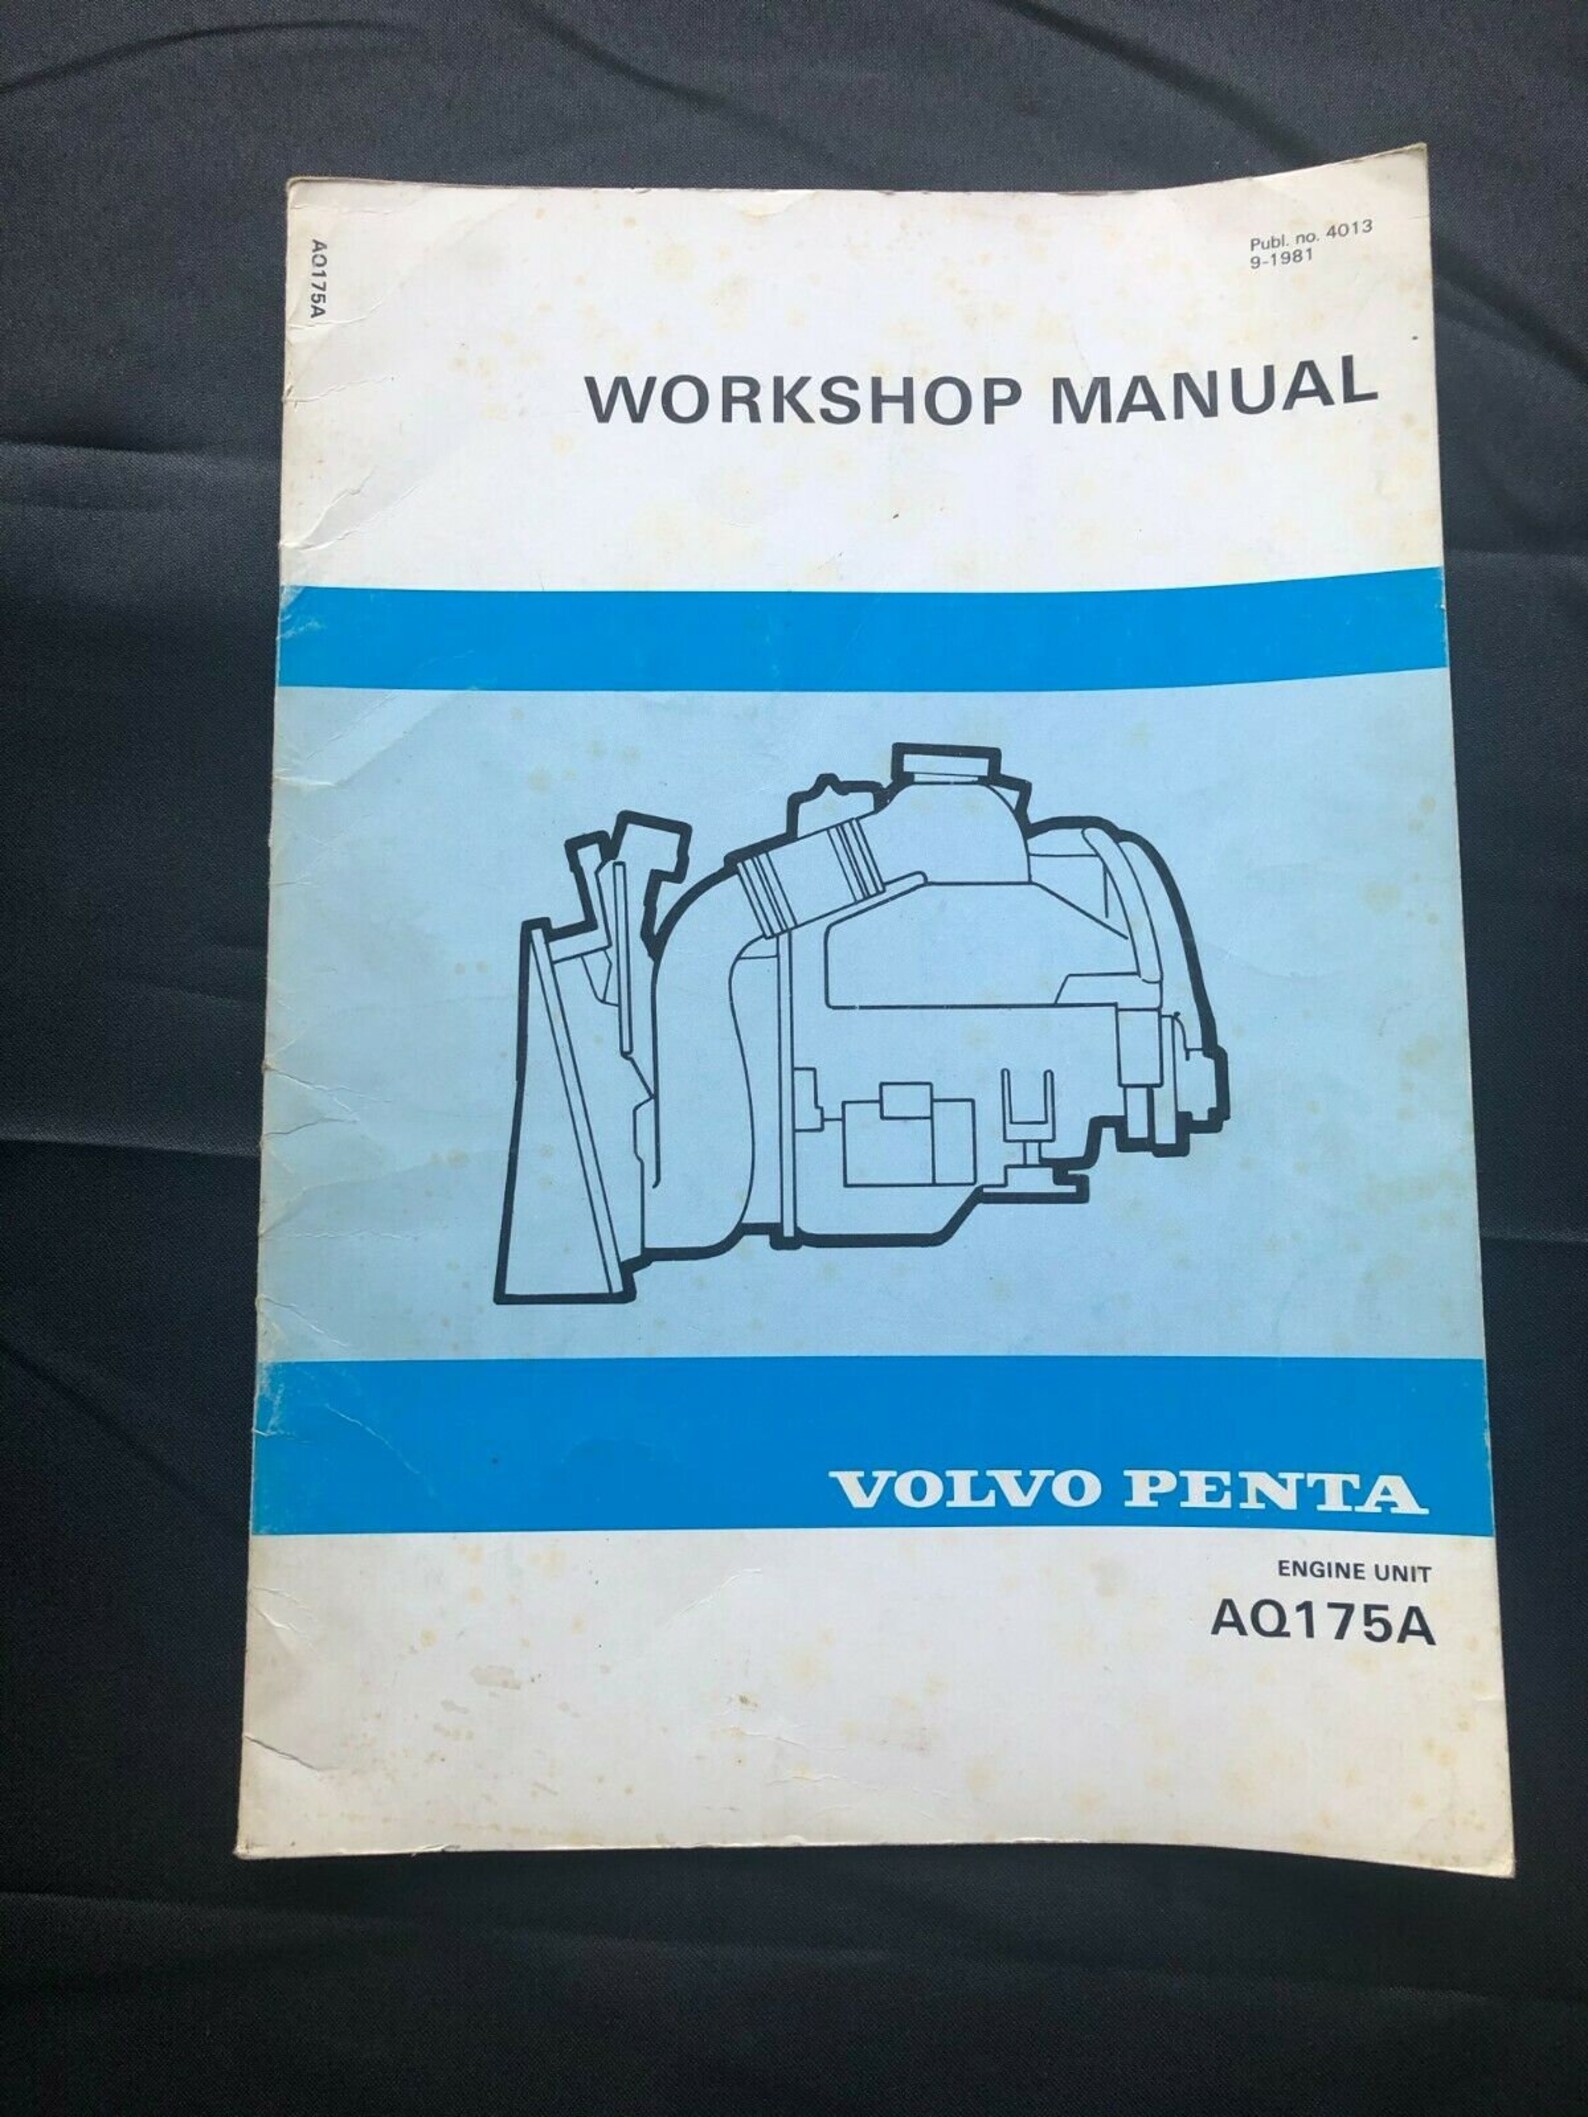 AQ175A
Publ. no. 4013
9-1981
WORKSHOP MANUAL
VOLVO PENTA
ENGINE UNIT
AQ175A